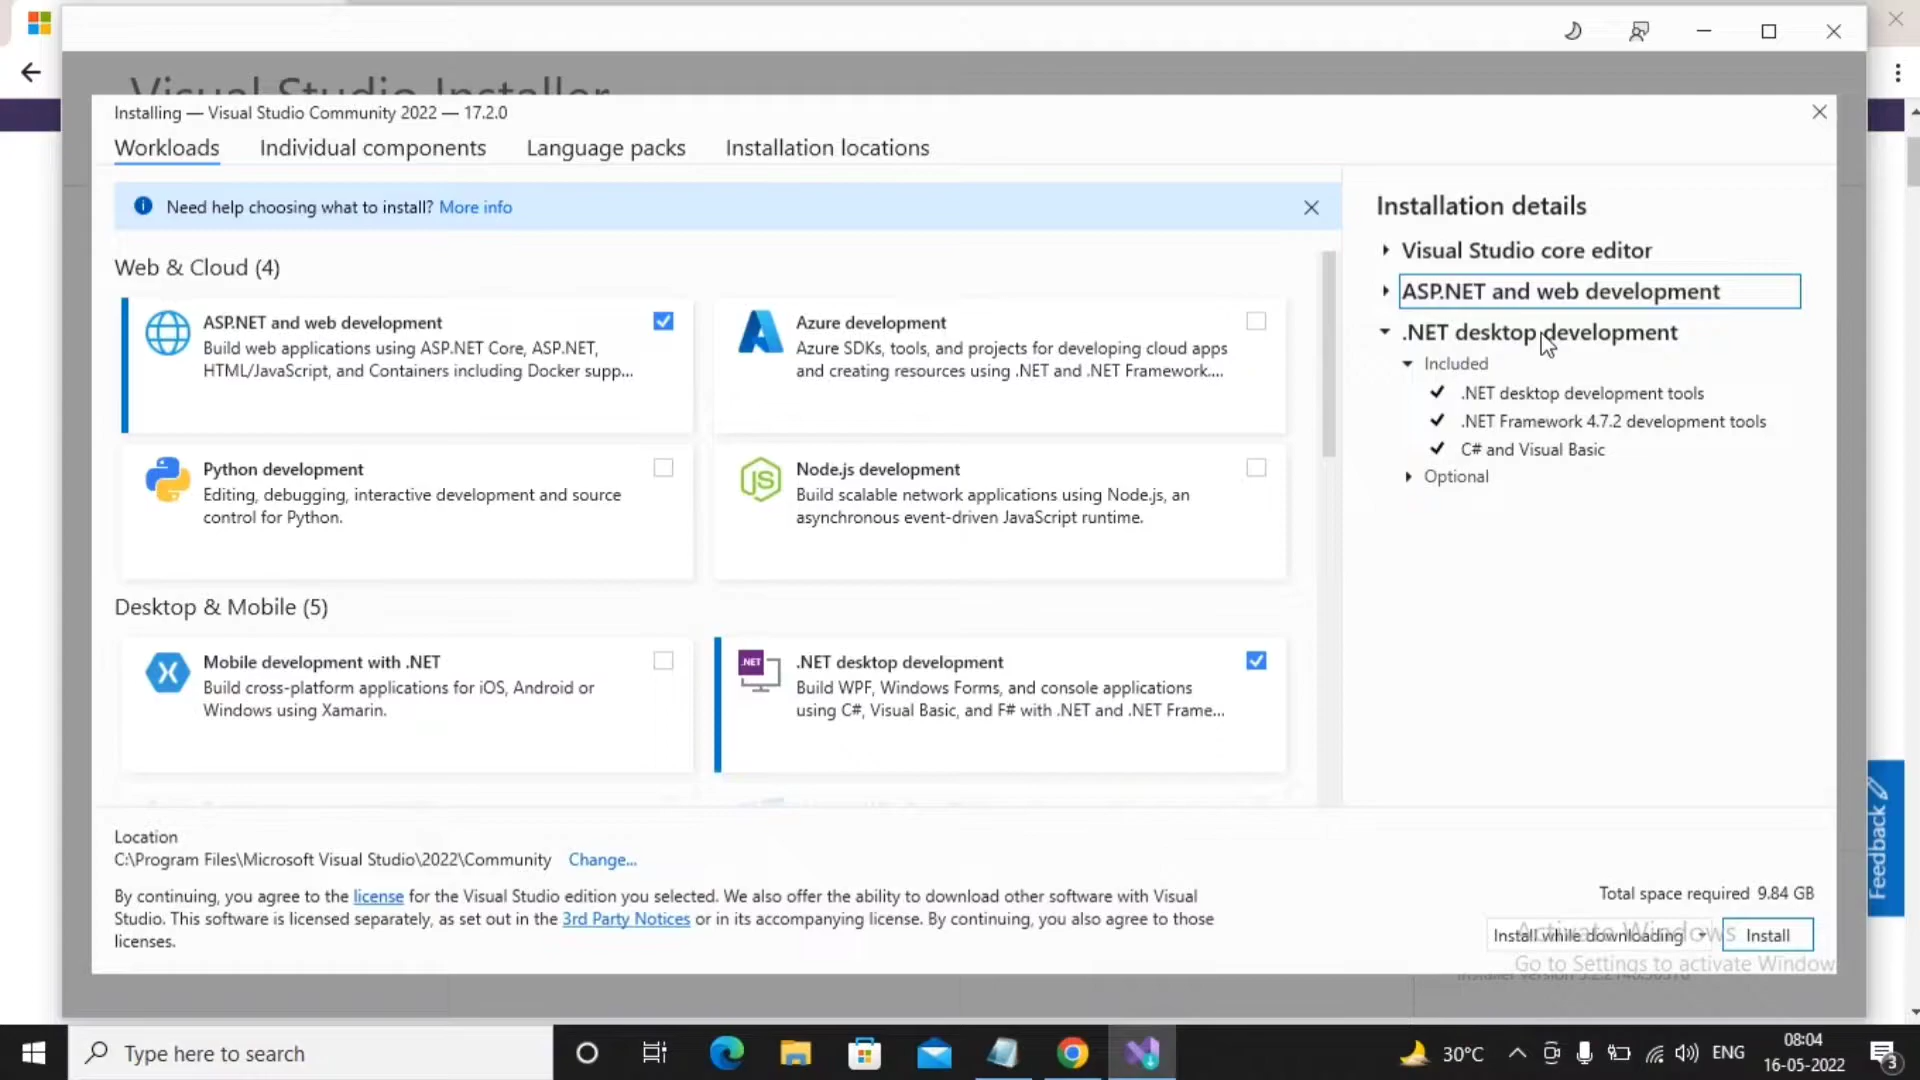 Visual Studio Installer
Installing — Visual Studio Community 2022 — 17.2.0
Workloads
Individual components
Language packs
Installation locations
Need help choosing what to install? More info
Web & Cloud (4)
ASP.NET and web development
Build web applications using ASP.NET Core, ASP.NET,
HTML/JavaScript, and Containers including Docker supp...
Azure development
Azure SDKs, tools, and projects for developing cloud apps
and creating resources using .NET and .NET Framework....
Python development
Editing, debugging, interactive development and source
control for Python.
Node.js development
Build scalable network applications using Node.js, an
asynchronous event-driven JavaScript runtime.
Desktop & Mobile (5)
Mobile development with .NET
Build cross-platform applications for iOS, Android or
Windows using Xamarin.
.NET desktop development
Build WPF, Windows Forms, and console applications
using C#, Visual Basic, and F# with .NET and .NET Frame...
Installation details
Visual Studio core editor
ASP.NET and web development
.NET desktop development
Included
.NET desktop development tools
.NET Framework 4.7.2 development tools
C# and Visual Basic
Optional
Location
C:\Program Files\Microsoft Visual Studio\2022\Community Change...
By continuing, you agree to the license for the Visual Studio edition you selected. We also offer the ability to download other software with Visual
Studio. This software is licensed separately, as set out in the 3rd Party Notices or in its accompanying license. By continuing, you also agree to those
licenses.
Total space required 9.84 GB
Install while downloading
Install
Activate Windows
Go to Settings to activate Window
Feedback
Type here to search
30°C
ENG
08:04
16-05-2022
3